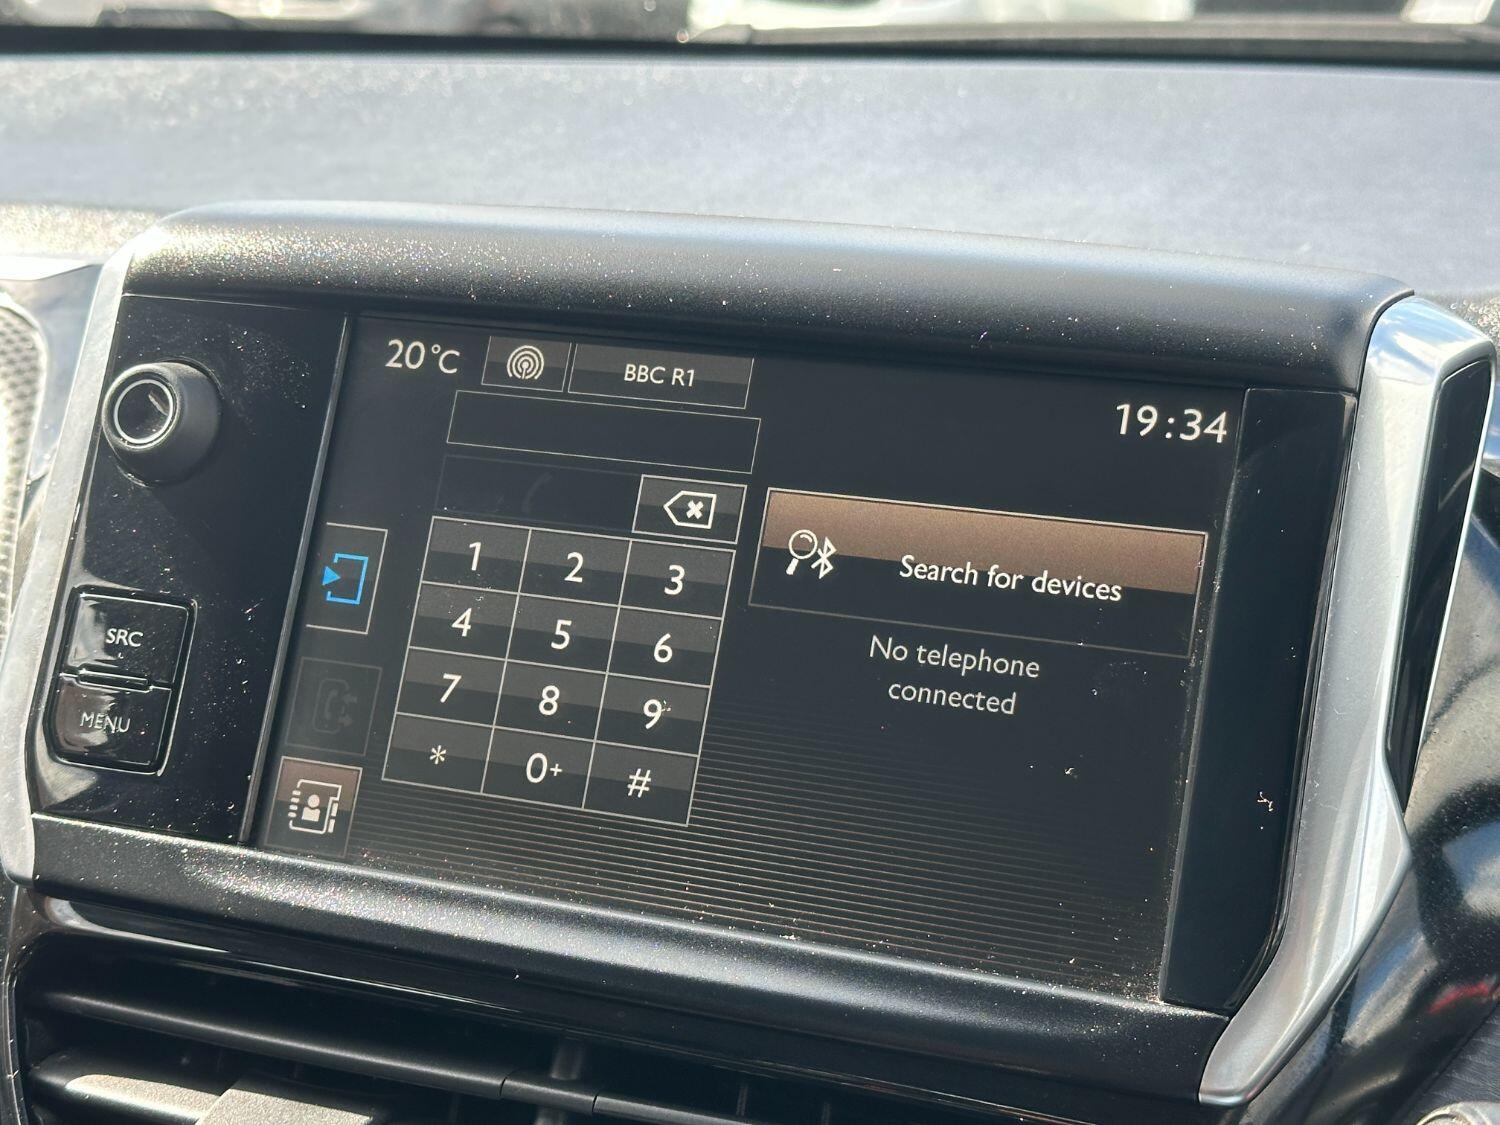 20°C
BBC R1
19:34
1 2 3
4 5 6
7 8 9
* 0+ #
Search for devices
No telephone
connected
SRC
MENU